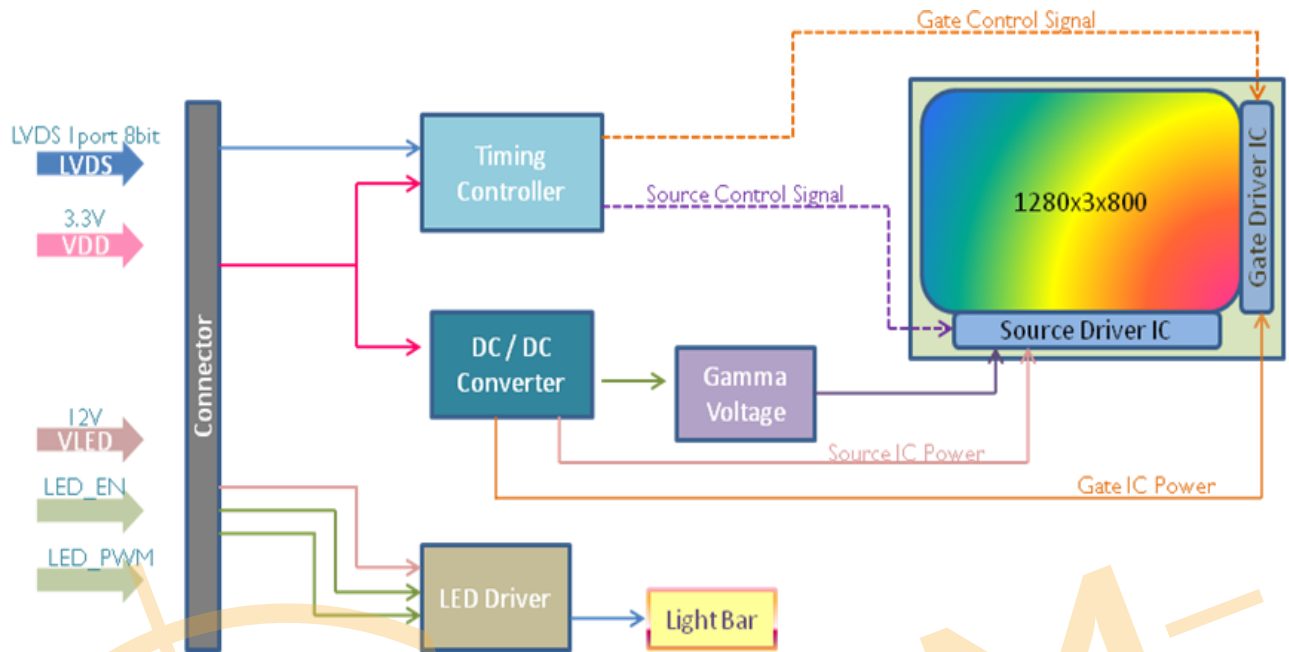 Gate Control Signal
LVDS 1port 8bit
LVDS
Timing
Controller
Source Control Signal
1280x3x800
Gate Driver IC
3.3V
VDD
Source Driver IC
Connector
DC / DC
Converter
Gamma
Voltage
12V
VLED
Source IC Power
Gate IC Power
LED_EN
LED_PWM
LED Driver
Light Bar